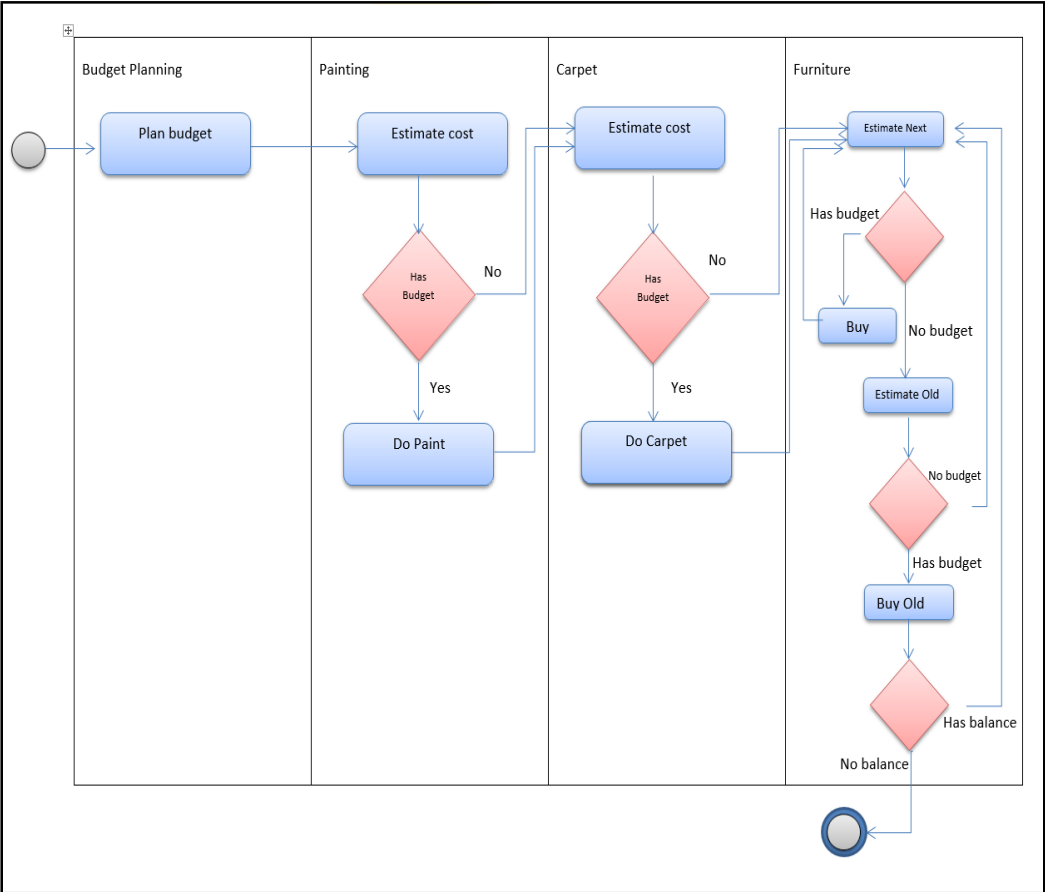 Budget Planning
Painting
Carpet
Furniture
Plan budget
Estimate cost
Estimate cost
Estimate Next
Has
Budget
No
Yes
Do Paint
Has
Budget
No
Yes
Do Carpet
Has budget
Buy
No budget
Estimate Old
No budget
Has budget
Buy Old
Has balance
No balance